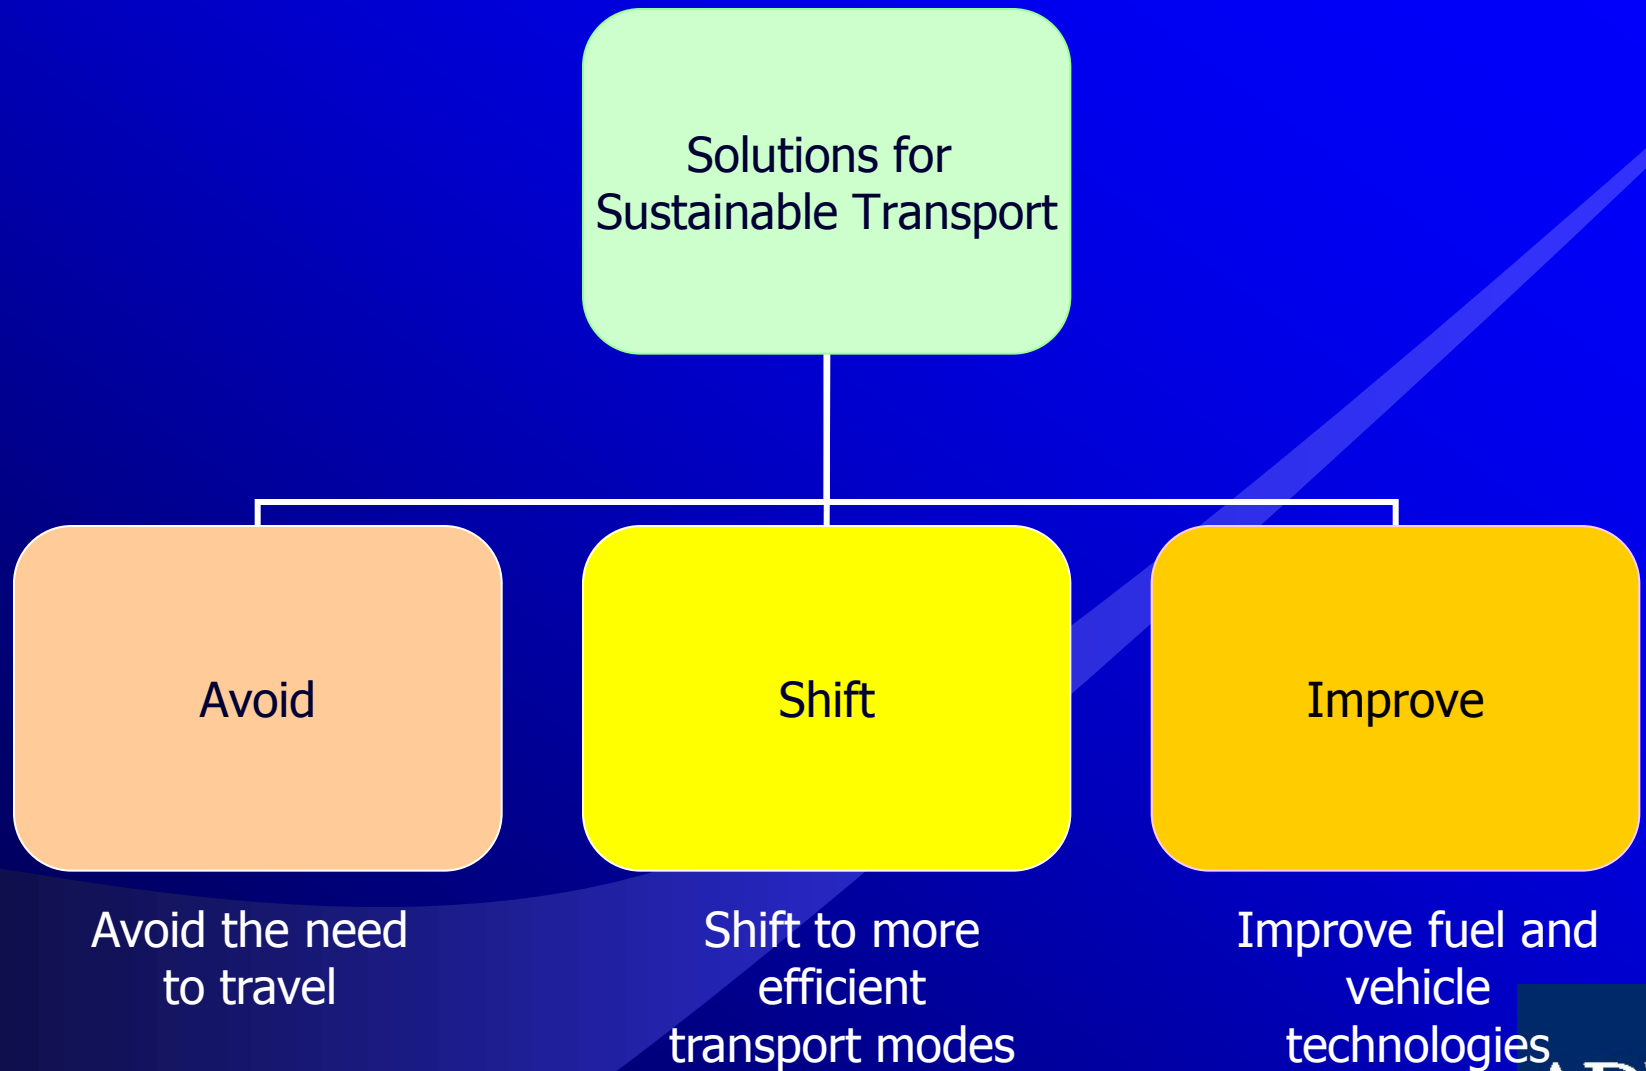 Solutions for
Sustainable Transport
Avoid
Shift
Improve
Avoid the need
to travel
Shift to more
efficient
transport modes
Improve fuel and
vehicle
technologies